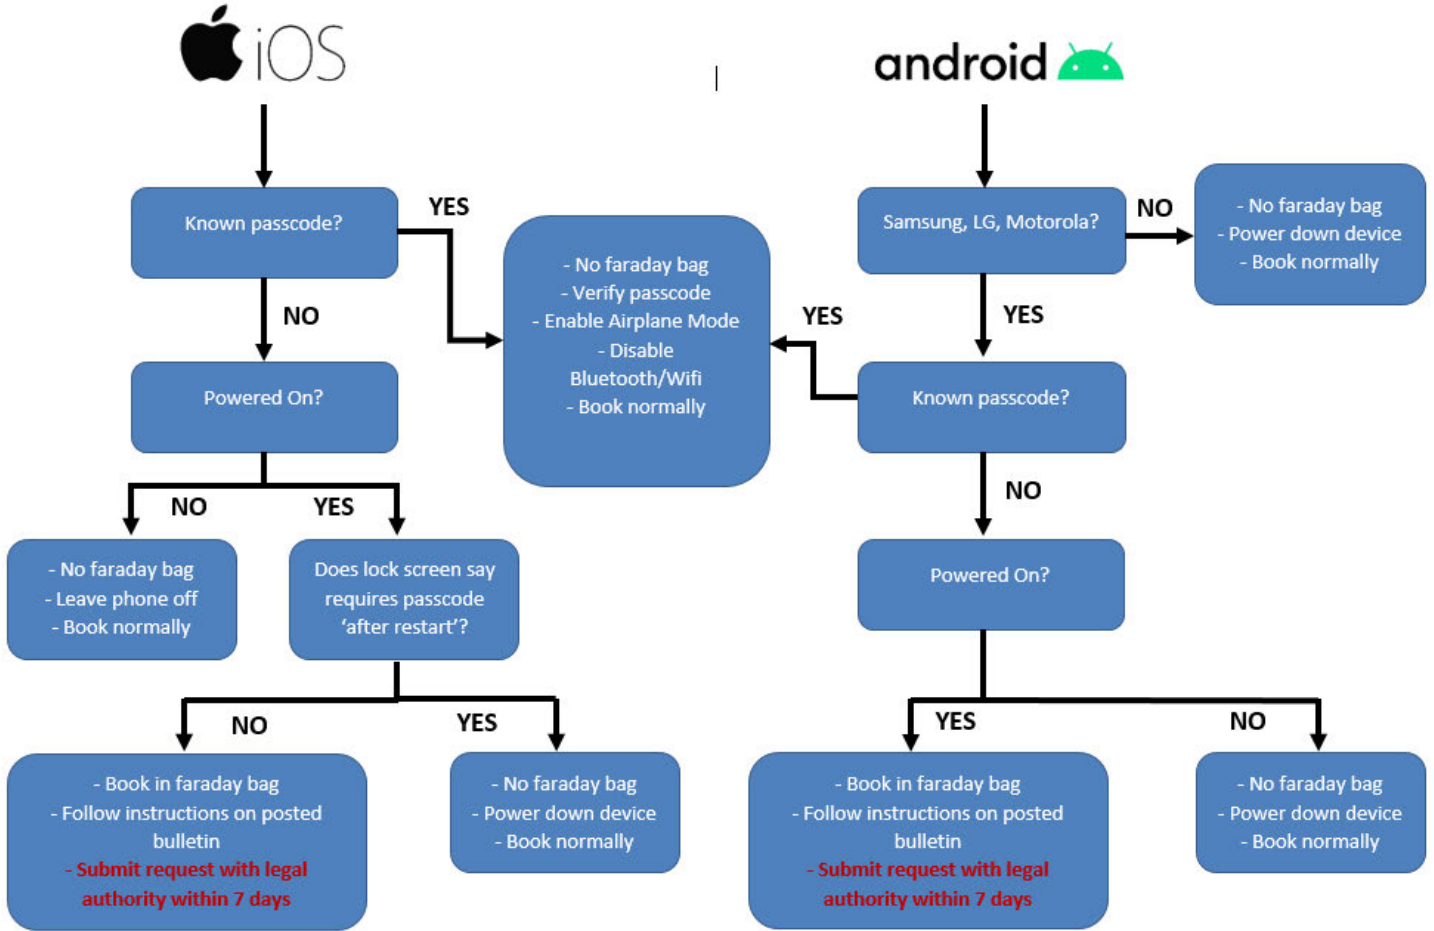 iOS
android
Known passcode?
YES
Samsung, LG, Motorola?
NO
- No faraday bag
- Power down device
- Book normally
- No faraday bag
- Verify passcode
- Enable Airplane Mode
- Disable
Bluetooth/Wifi
- Book normally
NO
YES
YES
Powered On?
Known passcode?
NO
YES
NO
- No faraday bag
- Leave phone off
- Book normally
Does lock screen say
requires passcode
‘after restart’?
Powered On?
NO
YES
YES
NO
- Book in faraday bag
- Follow instructions on posted
bulletin
- Submit request with legal
authority within 7 days
- No faraday bag
- Power down device
- Book normally
- Book in faraday bag
- Follow instructions on posted
bulletin
- Submit request with legal
authority within 7 days
- No faraday bag
- Power down device
- Book normally